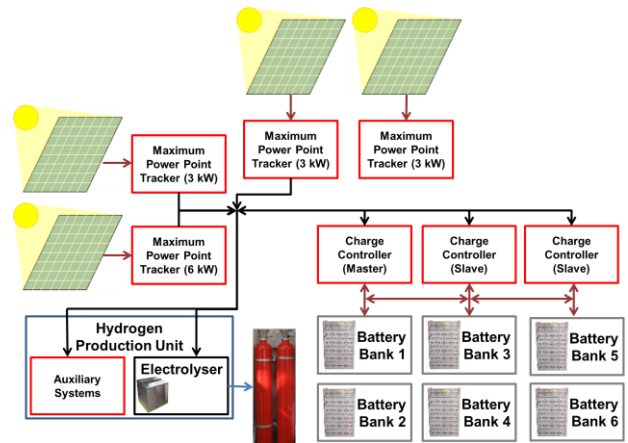 Maximum
Power Point
Tracker (3 kW)
Maximum
Power Point
Tracker (3 kW)
Maximum
Power Point
Tracker (3 kW)
Maximum
Power Point
Tracker (6 kW)
Charge
Controller
(Master)
Charge
Controller
(Slave)
Charge
Controller
(Slave)
Hydrogen
Production Unit
Auxiliary
Systems
Electrolyser
Battery
Bank 1
Battery
Bank 3
Battery
Bank 5
Battery
Bank 2
Battery
Bank 4
Battery
Bank 6